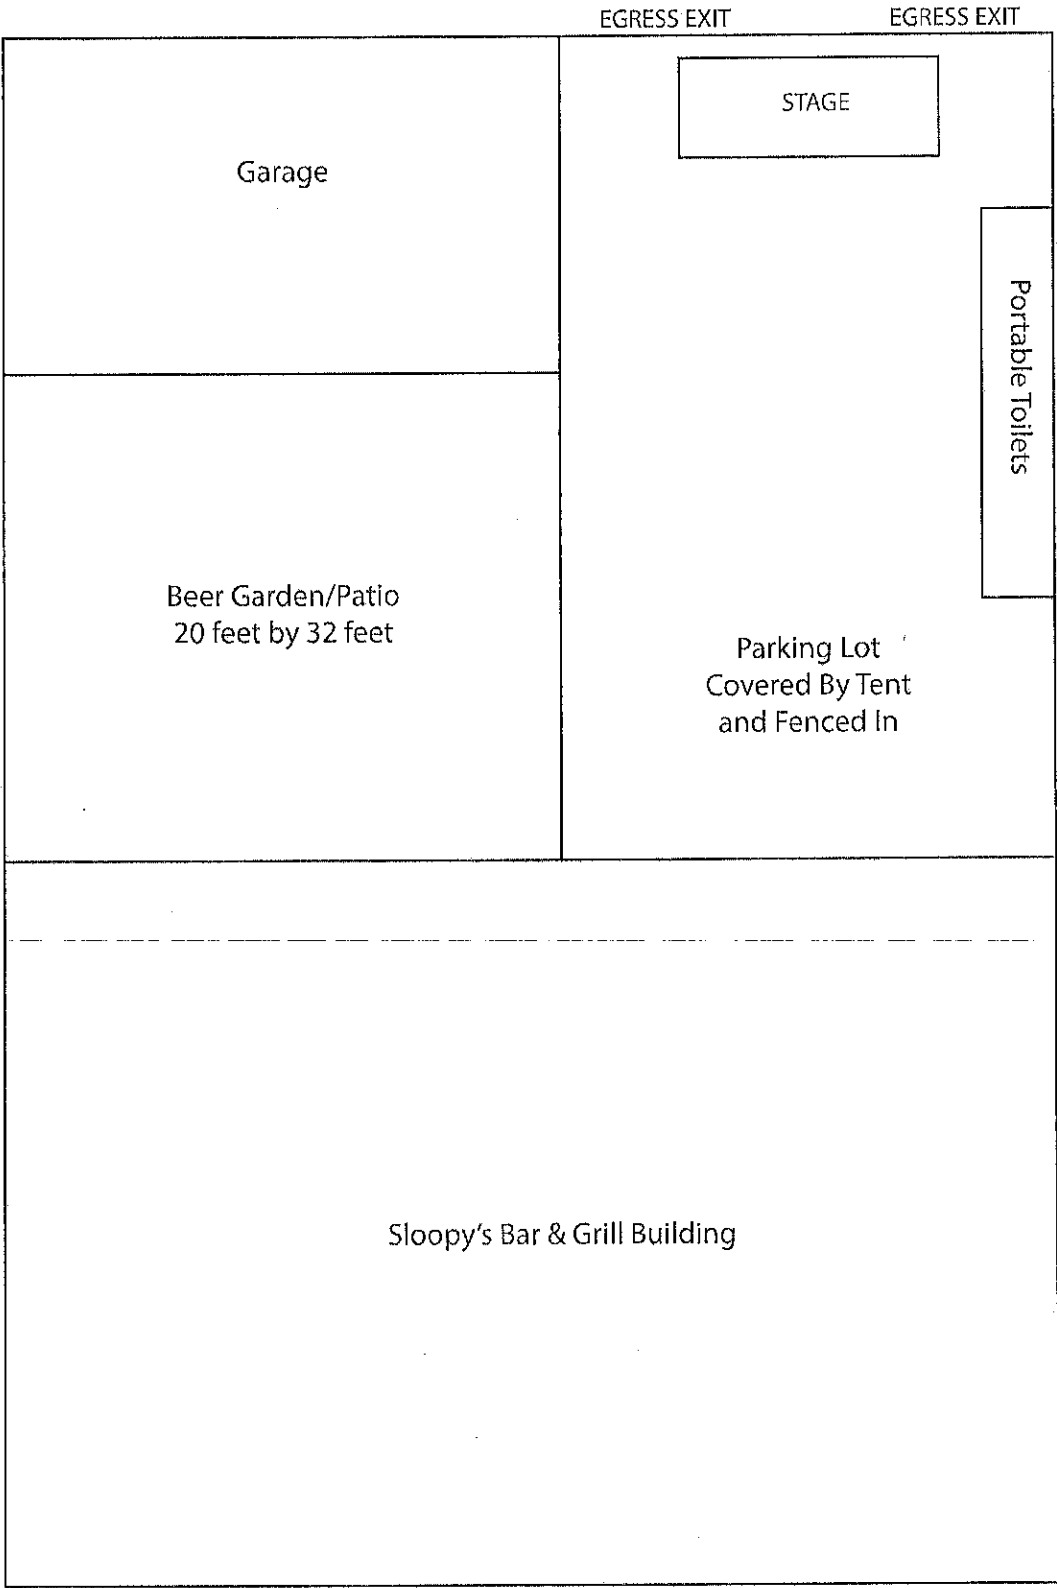 EGRESS EXIT
EGRESS EXIT
STAGE
Garage
Portable Toilets
Beer Garden/Patio
20 feet by 32 feet
Parking Lot
Covered By Tent
and Fenced In
Sloopy's Bar & Grill Building